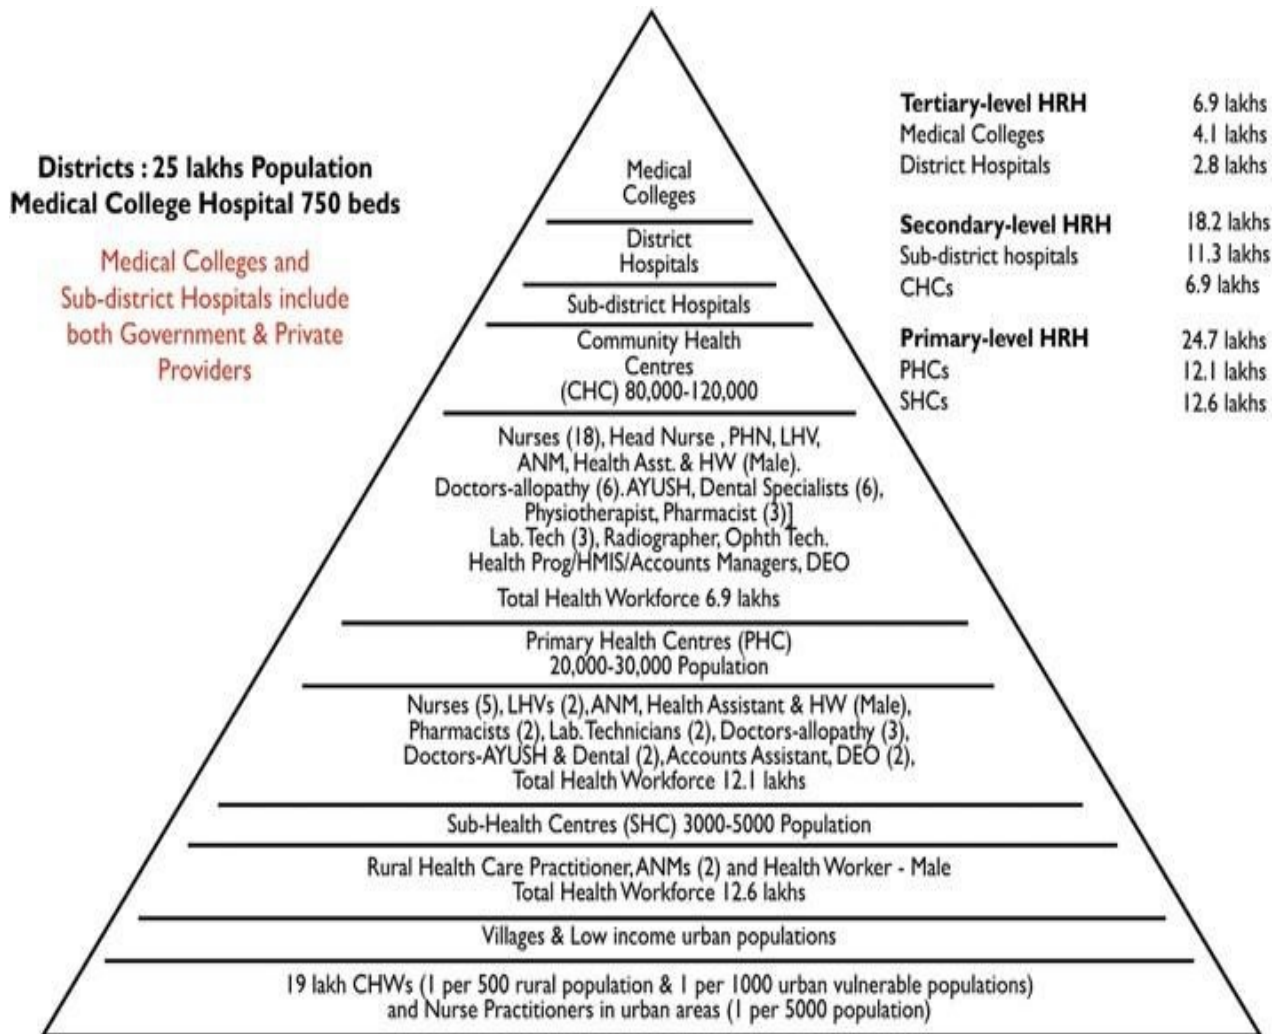 Districts : 25 lakhs Population
Medical College Hospital 750 beds
Medical Colleges and
Sub-district Hospitals include
both Government & Private
Providers
Medical
Colleges
District
Hospitals
Sub-district Hospitals
Community Health
Centres
(CHC) 80,000-120,000
Nurses (18), Head Nurse , PHN, LHV,
ANM, Health Asst. & HW (Male).
Doctors-allopathy (6). AYUSH, Dental Specialists (6),
Physiotherapist, Pharmacist (3)]
Lab. Tech (3), Radiographer, Ophth Tech.
Health Prog/HMIS/Accounts Managers, DEO
Total Health Workforce 6.9 lakhs
Primary Health Centres (PHC)
20,000-30,000 Population
Nurses (5), LHVs (2), ANM, Health Assistant & HW (Male),
Pharmacists (2), Lab. Technicians (2), Doctors-allopathy (3),
Doctors-AYUSH & Dental (2), Accounts Assistant, DEO (2),
Total Health Workforce 12.1 lakhs
Sub-Health Centres (SHC) 3000-5000 Population
Rural Health Care Practitioner, ANMs (2) and Health Worker - Male
Total Health Workforce 12.6 lakhs
Villages & Low income urban populations
19 lakh CHWs (1 per 500 rural population & 1 per 1000 urban vulnerable populations)
and Nurse Practitioners in urban areas (1 per 5000 population)
Tertiary-level HRH 6.9 lakhs
Medical Colleges 4.1 lakhs
District Hospitals 2.8 lakhs
Secondary-level HRH 18.2 lakhs
Sub-district hospitals 11.3 lakhs
CHCs 6.9 lakhs
Primary-level HRH 24.7 lakhs
PHCs 12.1 lakhs
SHCs 12.6 lakhs